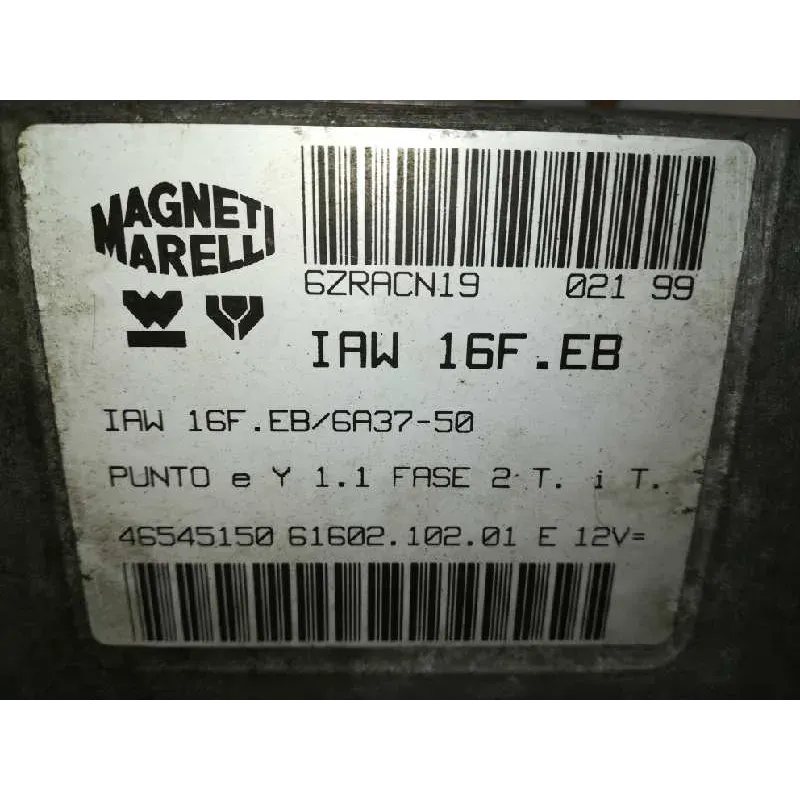 MAGNETI
MARELLI
6ZRACN19 021 99
IAW 16F.EB
IAW 16F.EB/6A37-50
PUNTO e Y 1.1 FASE 2 T. i T.
46545150 61602.102.01 E 12V=